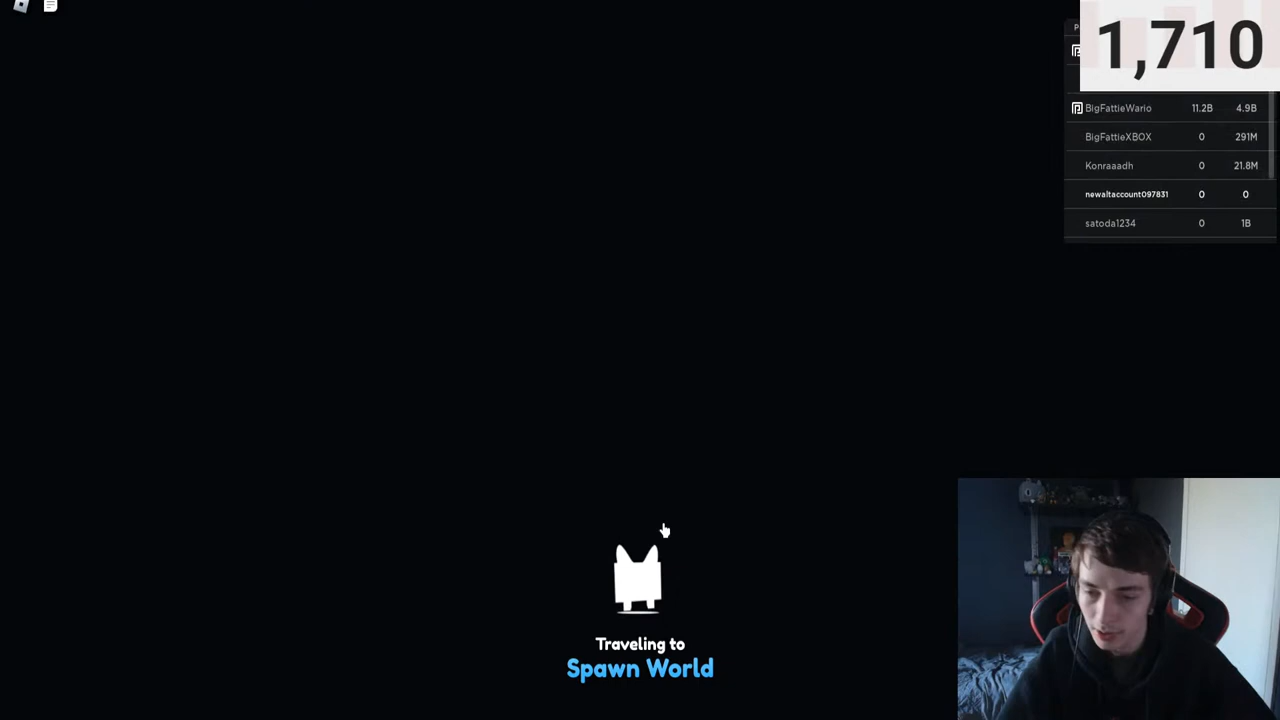 1,710
P
BigFattieWario 11.2B 4.9B
BigFattieXBOX 0 291M
Konraaadh 0 21.8M
newaltaccount097831 0 0
satoda1234 0 1B
Traveling to
Spawn World